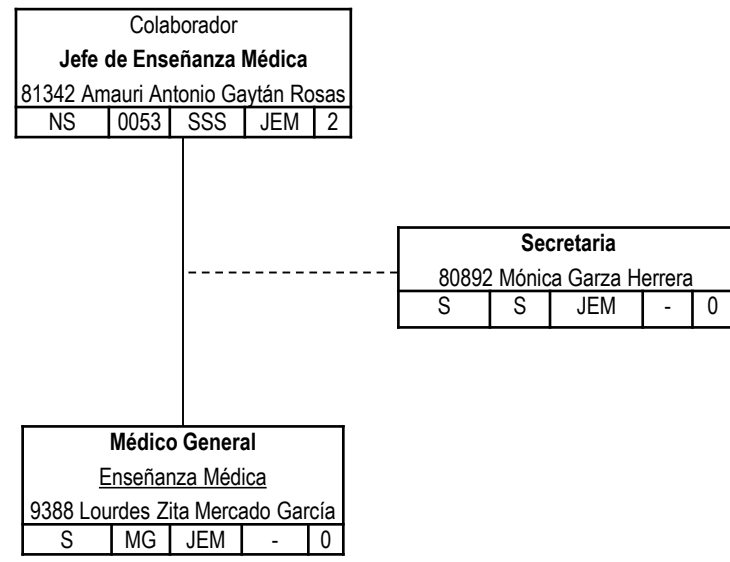 Colaborador
Jefe de Enseñanza Médica
81342 Amauri Antonio Gaytán Rosas
NS 0053 SSS JEM 2
Secretaria
80892 Mónica Garza Herrera
S S JEM - 0
Médico General
Enseñanza Médica
9388 Lourdes Zita Mercado García
S MG JEM - 0